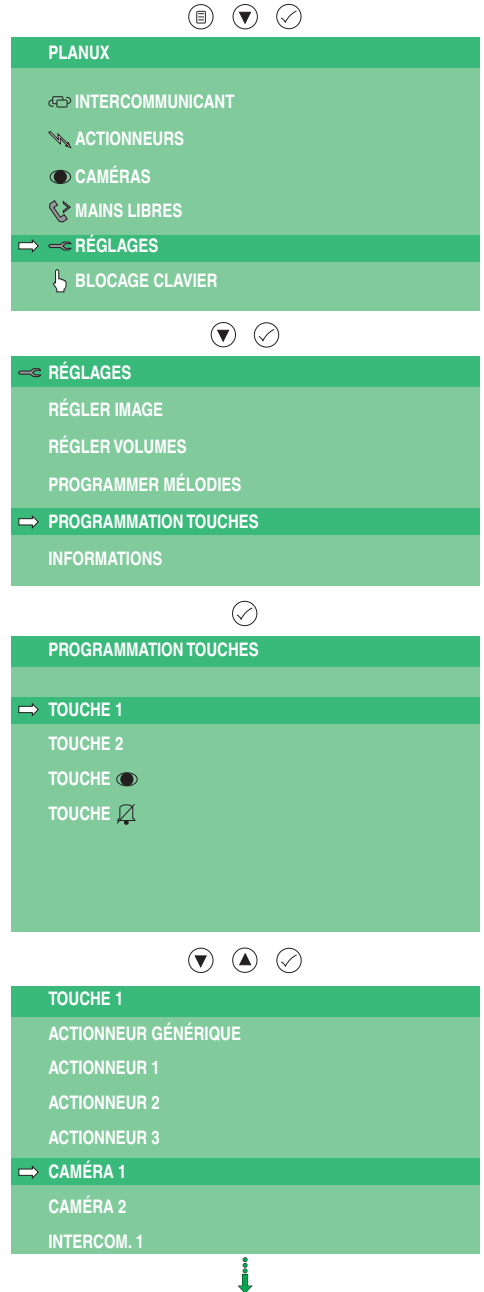 PLANUX
INTERCOMMUNICANT
ACTIONNEURS
CAMÉRAS
MAINS LIBRES
RÉGLAGES
BLOCAGE CLAVIER
RÉGLAGES
RÉGLER IMAGE
RÉGLER VOLUMES
PROGRAMMER MÉLODIES
PROGRAMMATION TOUCHES
INFORMATIONS
PROGRAMMATION TOUCHES
TOUCHE 1
TOUCHE 2
TOUCHE
TOUCHE
TOUCHE 1
ACTIONNEUR GÉNÉRIQUE
ACTIONNEUR 1
ACTIONNEUR 2
ACTIONNEUR 3
CAMÉRA 1
CAMÉRA 2
INTERCOM. 1